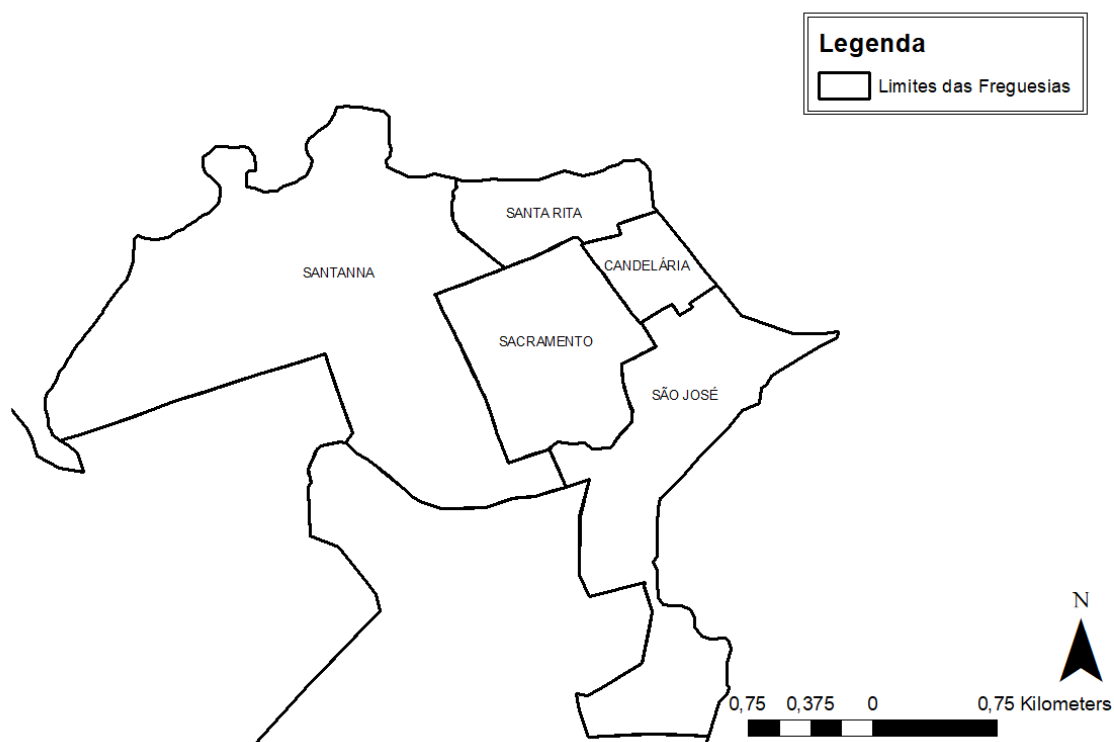 Legenda
Limites das Freguesias
SANTA RITA
CANDELÁRIA
SANTANNA
SACRAMENTO
SÃO JOSÉ
N
0,75 0,375 0 0,75 Kilometers